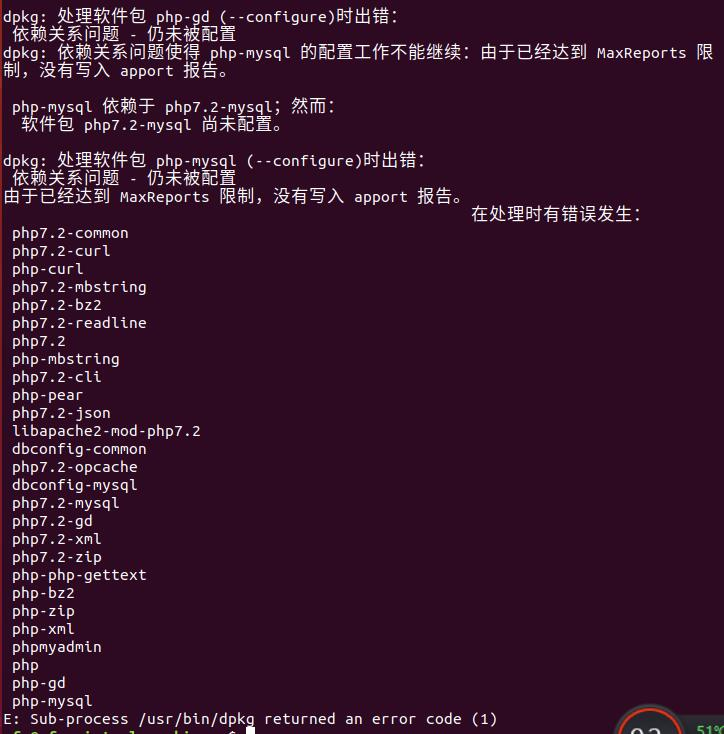 dpkg: 处理软件包 php-gd (--configure)时出错：
 依赖关系问题 - 仍未被配置
dpkg: 依赖关系问题使得 php-mysql 的配置工作不能继续：由于已经达到 MaxReports 限
制，没有写入 apport 报告。
 php-mysql 依赖于 php7.2-mysql；然而：
  软件包 php7.2-mysql 尚未配置。
dpkg: 处理软件包 php-mysql (--configure)时出错：
 依赖关系问题 - 仍未被配置
由于已经达到 MaxReports 限制，没有写入 apport 报告。
在处理时有错误发生：
 php7.2-common
 php7.2-curl
 php-curl
 php7.2-mbstring
 php7.2-bz2
 php7.2-readline
 php7.2
 php-mbstring
 php7.2-cli
 php-pear
 php7.2-json
 libapache2-mod-php7.2
 dbconfig-common
 php7.2-opcache
 dbconfig-mysql
 php7.2-mysql
 php7.2-gd
 php7.2-xml
 php7.2-zip
 php-php-gettext
 php-bz2
 php-zip
 php-xml
 phpmyadmin
 php
 php-gd
 php-mysql
E: Sub-process /usr/bin/dpkg returned an error code (1)
51%